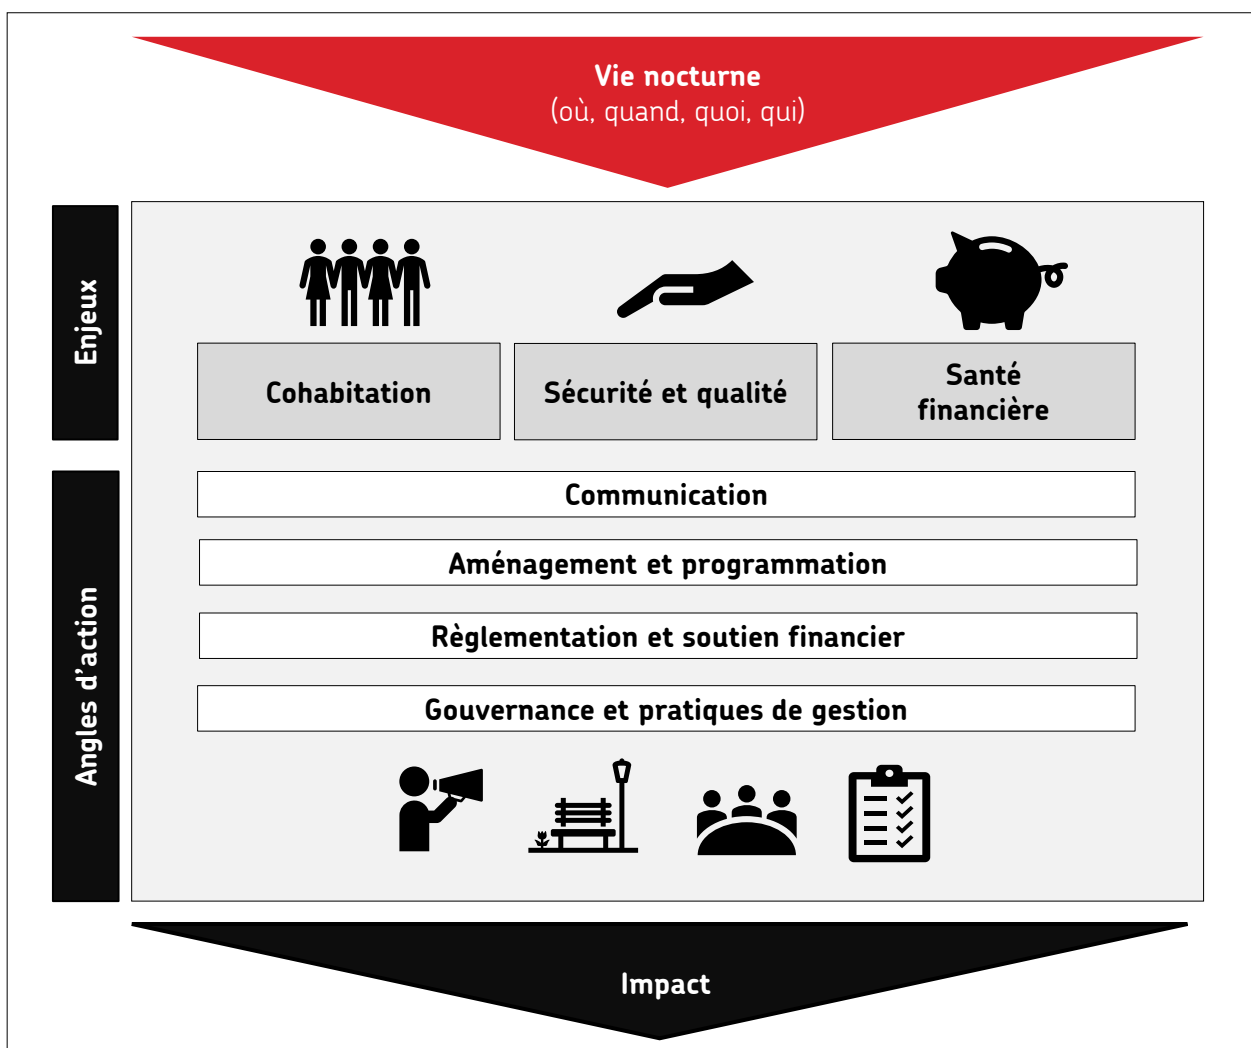 Vie nocturne
(où, quand, quoi, qui)
Enjeux
Cohabitation
Sécurité et qualité
Santé
financière
Angles d’action
Communication
Aménagement et programmation
Règlementation et soutien financier
Gouvernance et pratiques de gestion
Impact